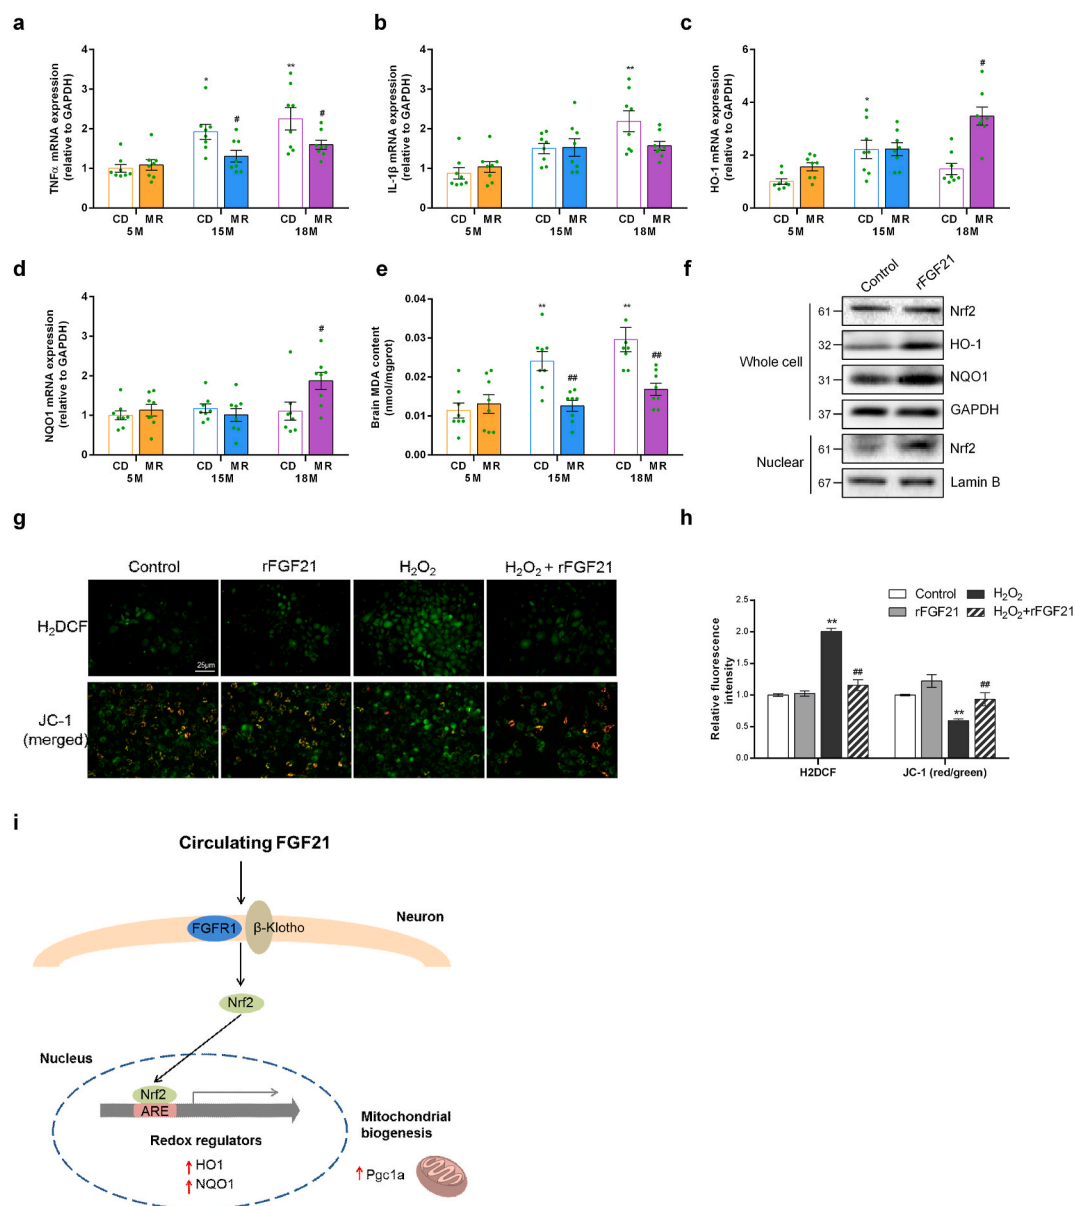 a
TNFα mRNA expression
(relative to GAPDH)
4
3
2
1
0
*
#
**
#
CD MR CD MR CD MR
5M 15M 18M
b
IL-1β mRNA expression
(relative to GAPDH)
4
3
2
1
0
**
CD MR CD MR CD MR
5M 15M 18M
c
HO-1 mRNA expression
(relative to GAPDH)
6
4
2
0
*
#
CD MR CD MR CD MR
5M 15M 18M
d
NQO1 mRNA expression
(relative to GAPDH)
4
3
2
1
0
#
CD MR CD MR CD MR
5M 15M 18M
e
Brain MDA content
(nmol/mgprot)
0.04
0.03
0.02
0.01
0.00
**
##
**
##
CD MR CD MR CD MR
5M 15M 18M
f
Control rFGF21
Whole cell
61 Nrf2
32 HO-1
31 NQO1
37 GAPDH
Nuclear
61 Nrf2
67 Lamin B
g
Control rFGF21 H₂O₂ H₂O₂ + rFGF21
H₂DCF
25μm
JC-1
(merged)
h
Control H₂O₂
rFGF21 H₂O₂+rFGF21
Relative fluorescence
intensity
2.5
2.0
1.5
1.0
0.5
0.0
**
##
**
##
H2DCF JC-1 (red/green)
i
Circulating FGF21
Neuron
FGFR1 β-Klotho
Nrf2
Nucleus
Nrf2
ARE
Redox regulators
HO1
NQO1
Mitochondrial
biogenesis
Pgc1a